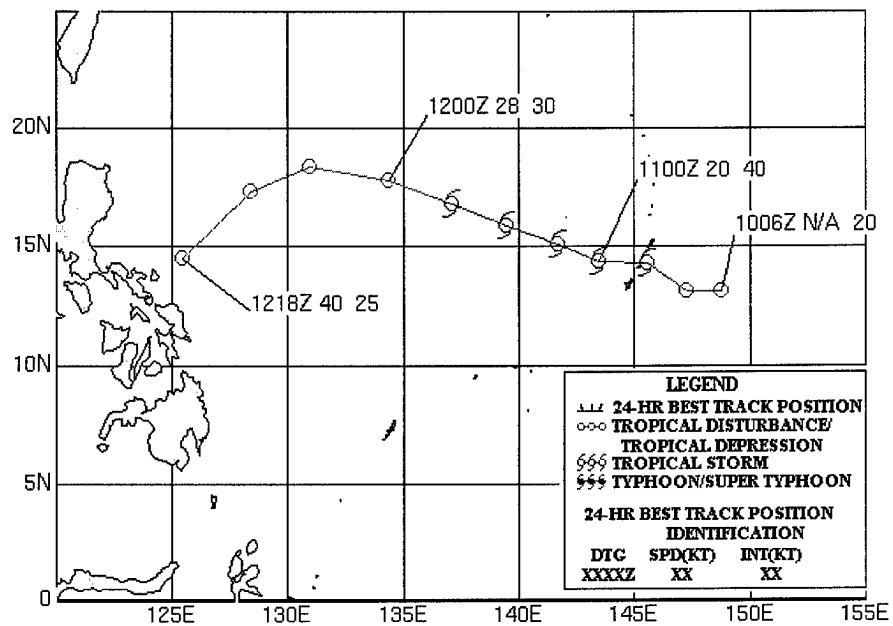 20N
15N
10N
5N
0
1200Z 28 30
1100Z 20 40
1006Z N/A 20
1218Z 40 25
LEGEND
24-HR BEST TRACK POSITION
TROPICAL DISTURBANCE/
TROPICAL DEPRESSION
TROPICAL STORM
TYPHOON/SUPER TYPHOON
24-HR BEST TRACK POSITION
IDENTIFICATION
DTG SPD(KT) INT(KT)
XXXXZ XX XX
125E 130E 135E 140E 145E 150E 155E